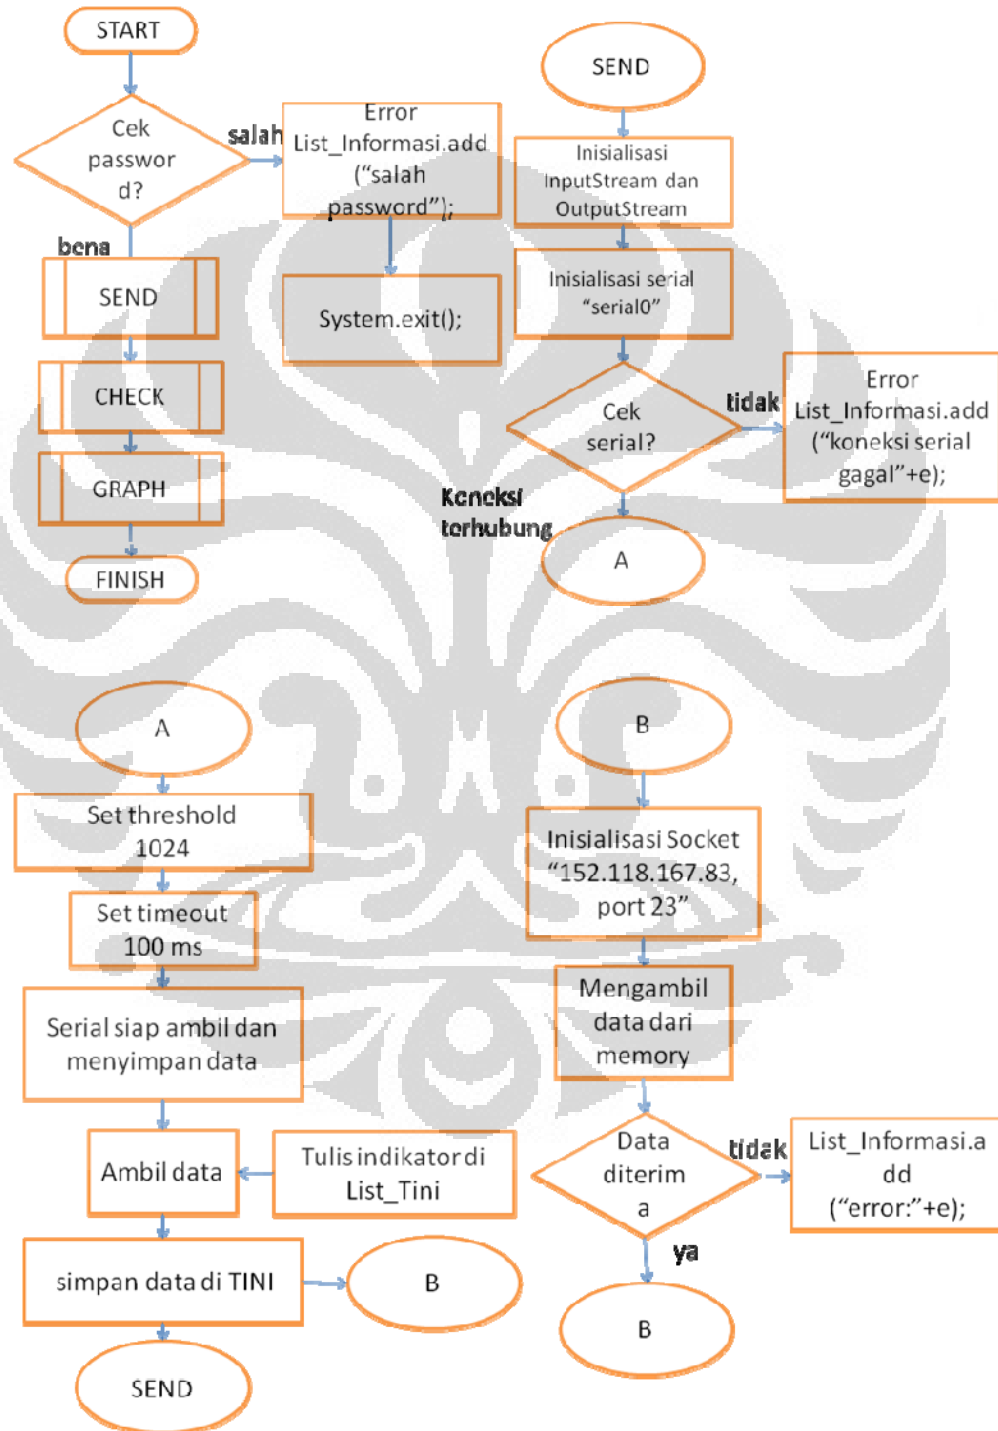 START
Cek
passwor
d?
salah
Error
List_Informasi.add
(“salah
password”);
System.exit();
bena
SEND
CHECK
GRAPH
FINISH
SEND
Inisialisasi
InputStream dan
OutputStream
Inisialisasi serial
“serial0”
Cek
serial?
tidak
Error
List_Informasi.add
(“koneksi serial
gagal”+e);
Koneksi
terhubung
A
A
Set threshold
1024
Set timeout
100 ms
Serial siap ambil dan
menyimpan data
Ambil data
Tulis indikator di
List_Tini
simpan data di TINI
B
SEND
B
Inisialisasi Socket
“152.118.167.83,
port 23”
Mengambil
data dari
memory
Data
diterim
a
tidak
List_Informasi.a
dd
(“error:”+e);
ya
B